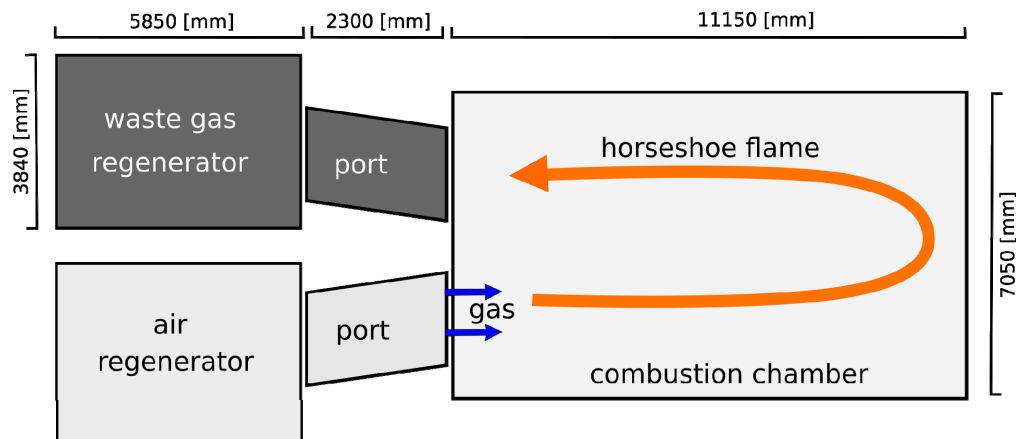 5850 [mm]
2300 [mm]
11150 [mm]
3840 [mm]
waste gas
regenerator
port
horseshoe flame
7050 [mm]
air
regenerator
port
gas
combustion chamber